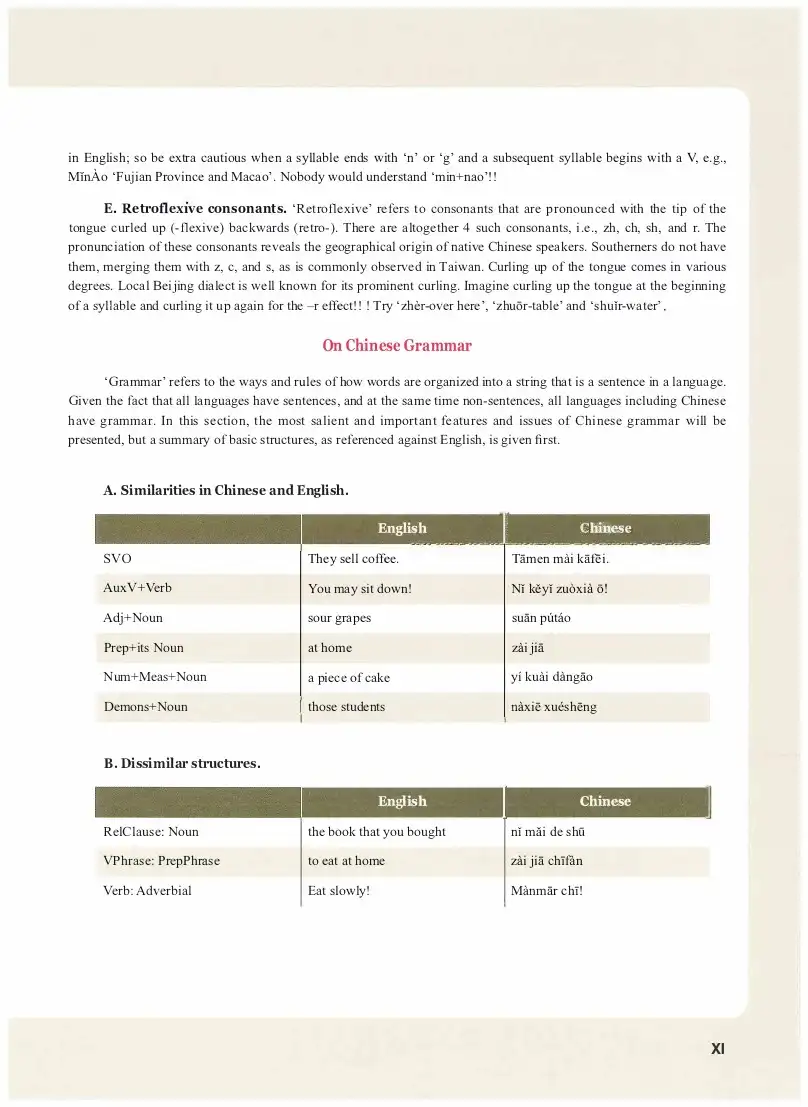 in English; so be extra cautious when a syllable ends with ‘n’ or ‘g’ and a subsequent syllable begins with a V, e.g.,
MǐnÀo ‘Fujian Province and Macao’. Nobody would understand ‘min+nao’!!
E. Retroflexive consonants. ‘Retroflexive’ refers to consonants that are pronounced with the tip of the
tongue curled up (-flexive) backwards (retro-). There are altogether 4 such consonants, i.e., zh, ch, sh, and r. The
pronunciation of these consonants reveals the geographical origin of native Chinese speakers. Southerners do not have
them, merging them with z, c, and s, as is commonly observed in Taiwan. Curling up of the tongue comes in various
degrees. Local Beijing dialect is well known for its prominent curling. Imagine curling up the tongue at the beginning
of a syllable and curling it up again for the –r effect!! ! Try ‘zhèr-over here’, ‘zhuōr-table’ and ‘shuǐr-water’.
On Chinese Grammar
‘Grammar’ refers to the ways and rules of how words are organized into a string that is a sentence in a language.
Given the fact that all languages have sentences, and at the same time non-sentences, all languages including Chinese
have grammar. In this section, the most salient and important features and issues of Chinese grammar will be
presented, but a summary of basic structures, as referenced against English, is given first.
A. Similarities in Chinese and English.
English Chinese
SVO They sell coffee. Tāmen mài kāfēi.
AuxV+Verb You may sit down! Nǐ kěyǐ zuòxià ō!
Adj+Noun sour grapes suān pútáo
Prep+its Noun at home zài jiā
Num+Meas+Noun a piece of cake yí kuài dàngāo
Demons+Noun those students nàxiē xuéshēng
B. Dissimilar structures.
English Chinese
RelClause: Noun the book that you bought nǐ mǎi de shū
VPhrase: PrepPhrase to eat at home zài jiā chīfàn
Verb: Adverbial Eat slowly! Mànmār chī!
XI